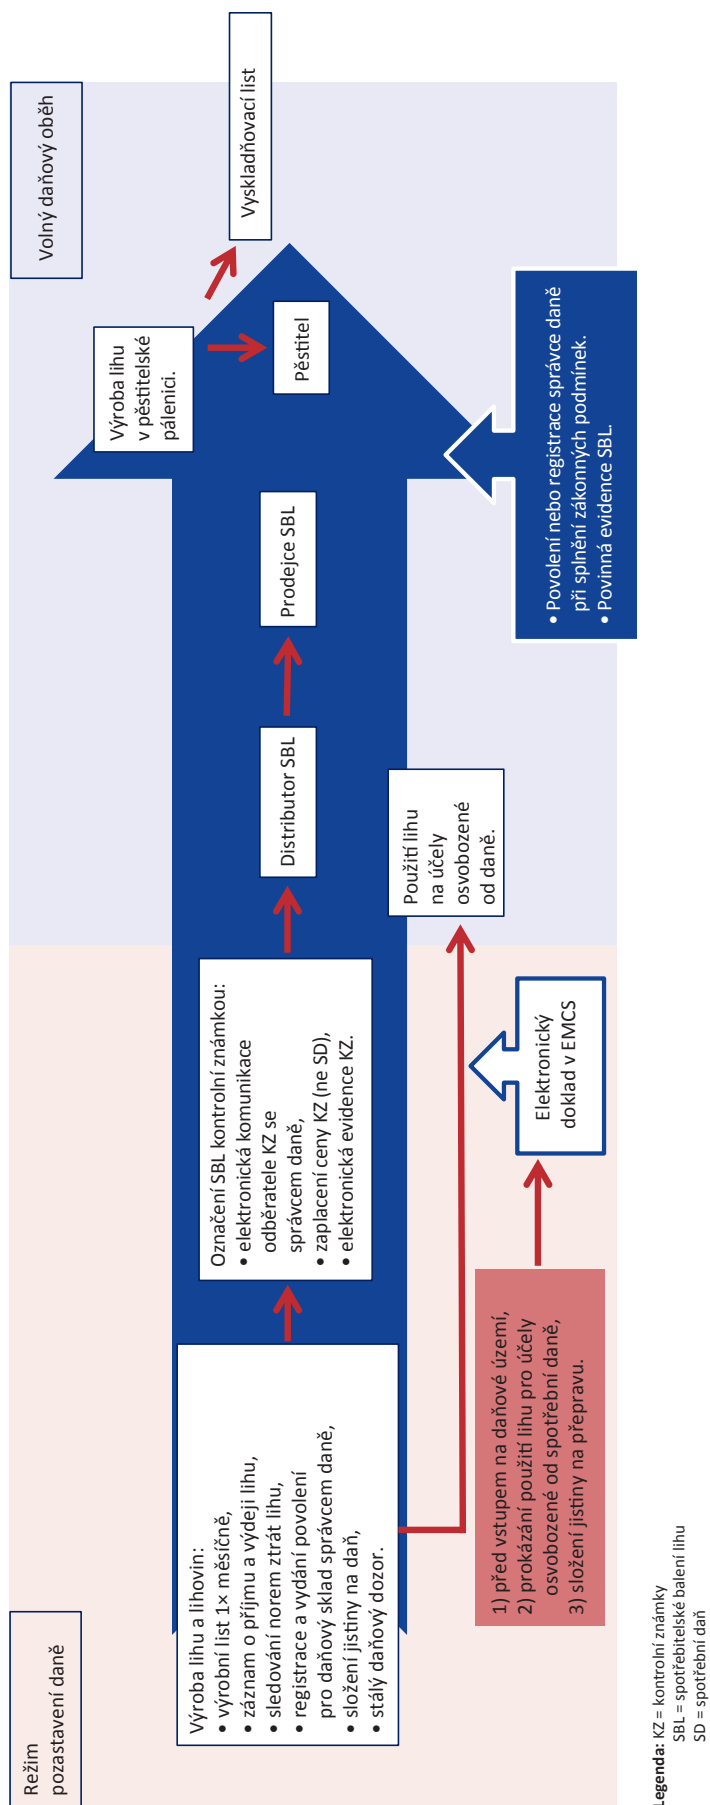 Režim
pozastavení daně
Volný daňový oběh
Výroba lihu a lihovin:
• výrobní list 1× měsíčně,
• záznam o příjmu a výdeji lihu,
• sledování norem ztrát lihu,
• registrace a vydání povolení
pro daňový sklad správcem daně,
• složení jistiny na daň,
• stálý daňový dozor.
Označení SBL kontrolní známkou:
• elektronická komunikace
odběratele KZ se
správcem daně,
• zaplacení ceny KZ (ne SD),
• elektronická evidence KZ.
Distributor SBL
Prodejce SBL
Výroba lihu
v pěstitelské
pálenici.
Pěstitel
Vyskladňovací list
Použití lihu
na účely
osvobozené
od daně.
1) před vstupem na daňové území,
2) prokázání použití lihu pro účely
osvobozené od spotřební daně,
3) složení jistiny na přepravu.
Elektronický
doklad v EMCS
• Povolení nebo registrace správce daně
při splnění zákonných podmínek.
• Povinná evidence SBL.
Legenda: KZ = kontrolní známky
SBL = spotřebitelské balení lihu
SD = spotřební daň